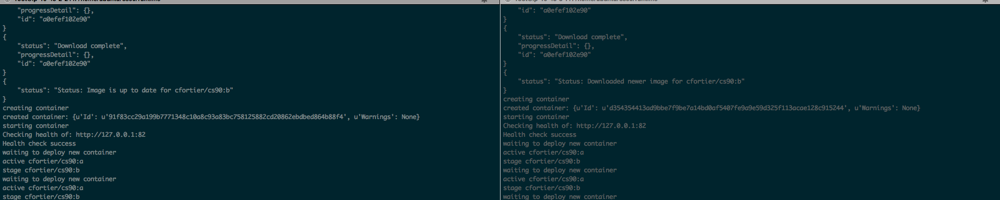 "progressDetail": {},
"id": "a0efef102e90"
}
{
"status": "Download complete",
"progressDetail": {},
"id": "a0efef102e90"
}
{
"status": "Status: Image is up to date for cfortier/cs90:b"
}
creating container
created container: {u'Id': u'91f83cc29a199b7771348c10a8c93a83bc758125882cd20862ebdbed864b88f4', u'Warnings': None}
starting container
Checking health of: http://127.0.0.1:82
Health check success
waiting to deploy new container
active cfortier/cs90:a
stage cfortier/cs90:b
waiting to deploy new container
active cfortier/cs90:a
stage cfortier/cs90:b
"id": "a0efef102e90"
}
{
"status": "Download complete",
"progressDetail": {},
"id": "a0efef102e90"
}
{
"status": "Status: Downloaded newer image for cfortier/cs90:b"
}
creating container
created container: {u'Id': u'd354354413ad9bbe7f9be7a14bd0af5407fe9a9e59d325f113acae128c915244', u'Warnings': None}
starting container
Checking health of: http://127.0.0.1:82
Health check success
waiting to deploy new container
active cfortier/cs90:a
stage cfortier/cs90:b
waiting to deploy new container
active cfortier/cs90:a
stage cfortier/cs90:b
waiting to deploy new container